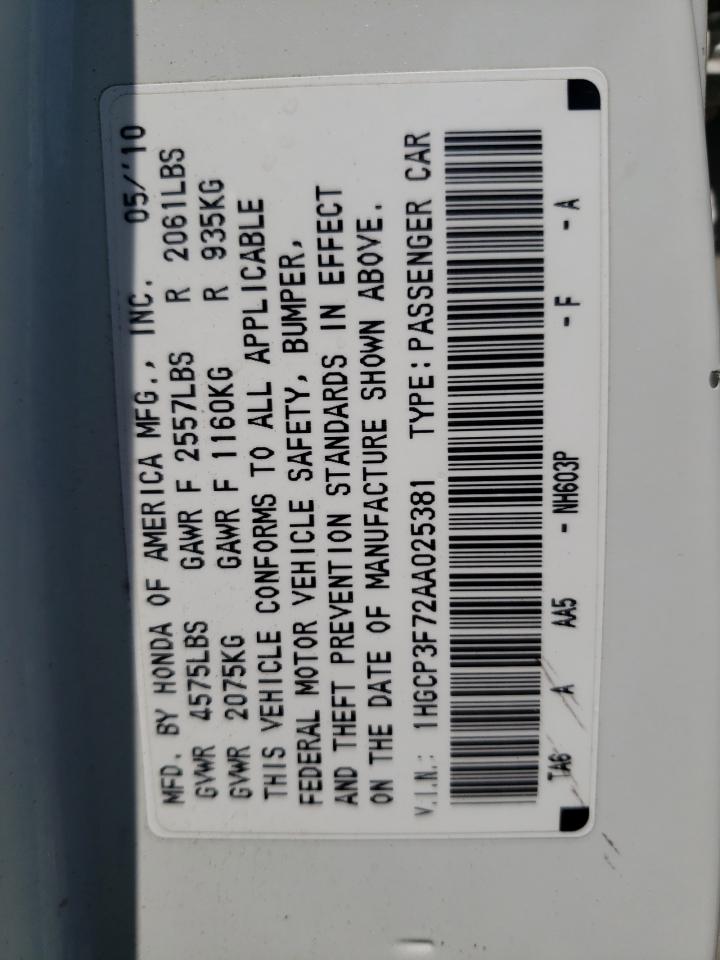 MFD. BY HONDA OF AMERICA MFG., INC. 05/'10
GVWR 4575LBS GAWR F 2557LBS R 2061LBS
GVWR 2075KG GAWR F 1160KG R 935KG
THIS VEHICLE CONFORMS TO ALL APPLICABLE
FEDERAL MOTOR VEHICLE SAFETY, BUMPER,
AND THEFT PREVENTION STANDARDS IN EFFECT
ON THE DATE OF MANUFACTURE SHOWN ABOVE.
V.I.N.: 1HGCP3F72AA025381 TYPE:PASSENGER CAR
TA6 A AA5 - NH603P - F - A